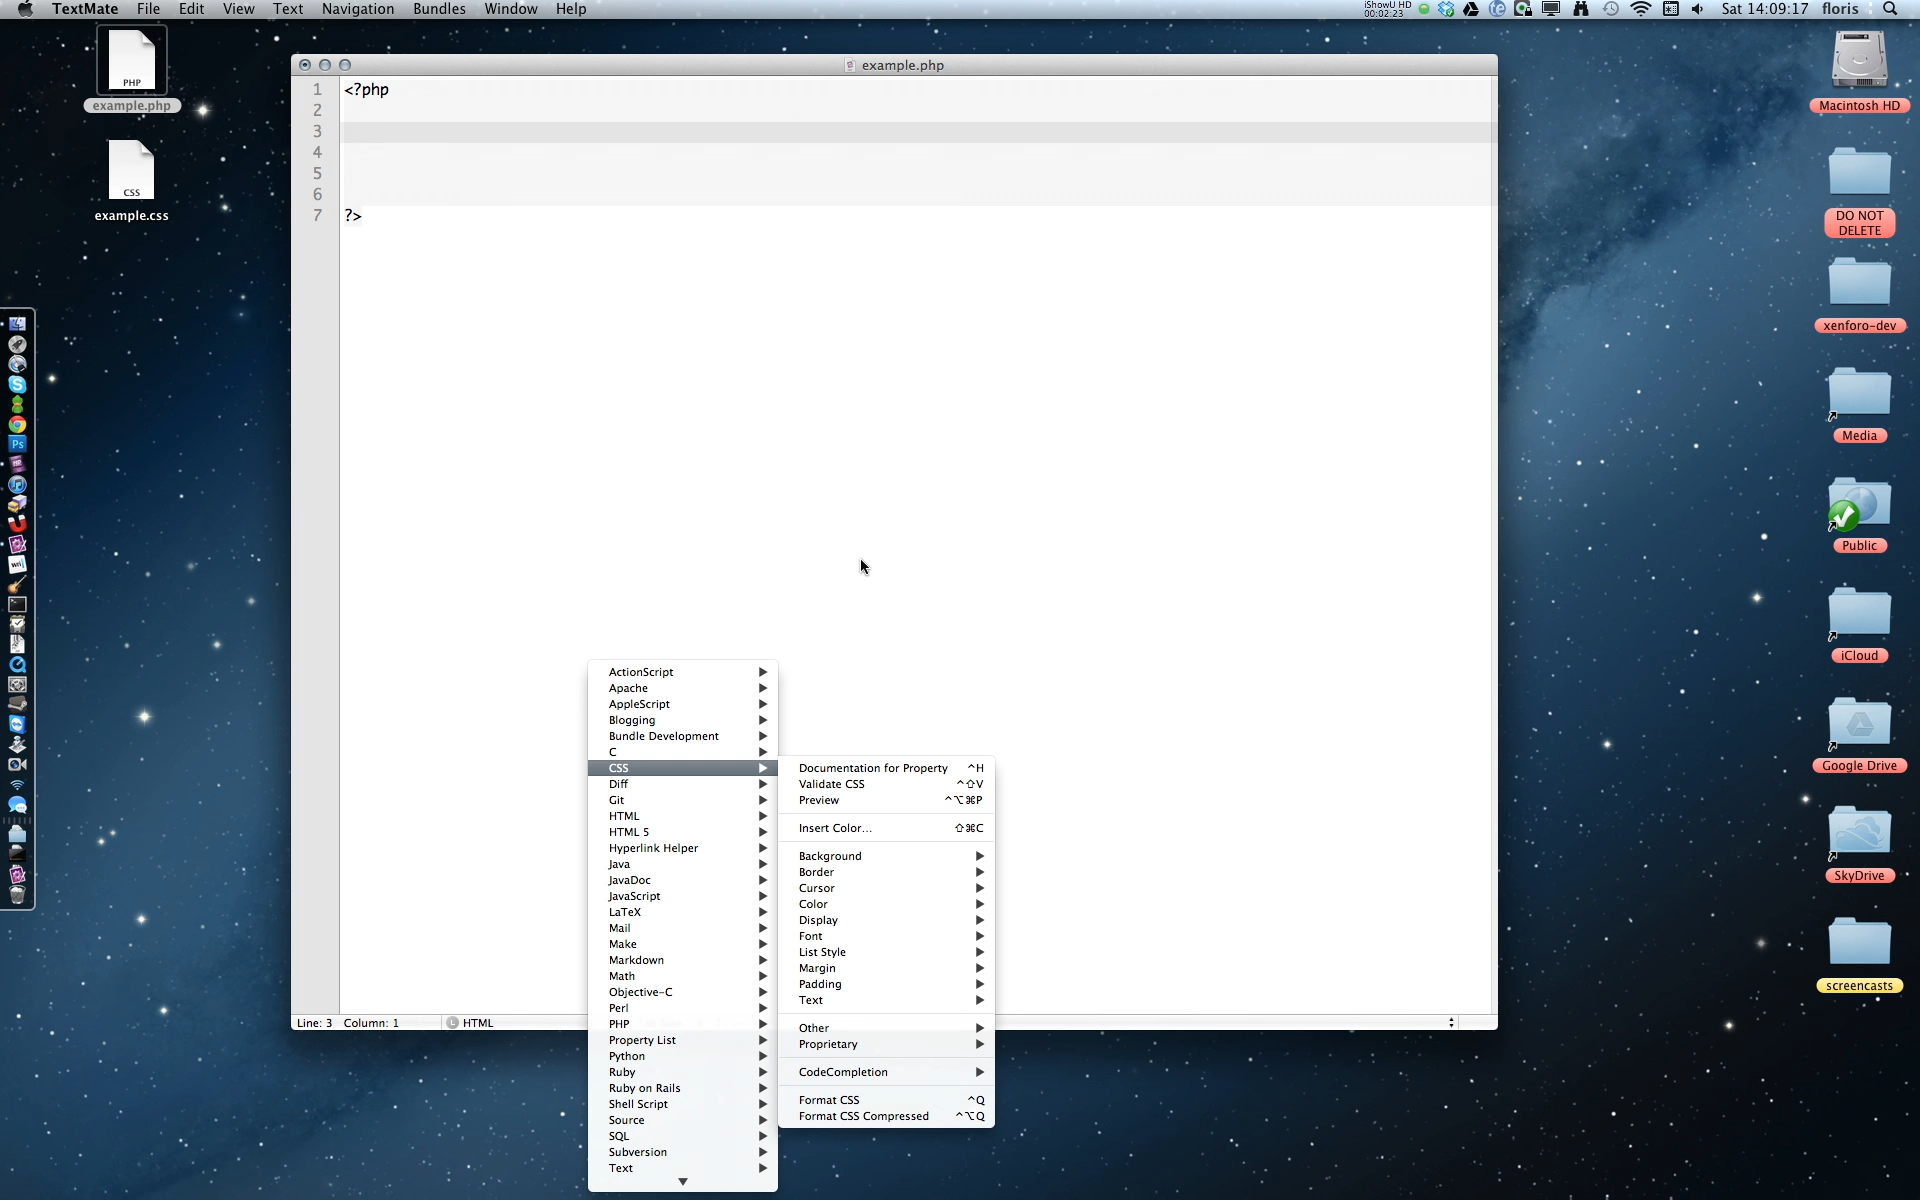 TextMate File Edit View Text Navigation Bundles Window Help
iShowU HD
00:02:23
Sat 14:09:17 floris
PHP
example.php
CSS
example.css
example.php
1 <?php
2
3
4
5
6
7 ?>
Macintosh HD
DO NOT
DELETE
xenforo-dev
Media
Public
iCloud
Google Drive
SkyDrive
screencasts
Ps
ActionScript
Apache
AppleScript
Blogging
Bundle Development
C
CSS
Diff
Git
HTML
HTML 5
Hyperlink Helper
Java
JavaDoc
JavaScript
LaTeX
Mail
Make
Markdown
Math
Objective-C
Perl
PHP
Property List
Python
Ruby
Ruby on Rails
Shell Script
Source
SQL
Subversion
Text
Documentation for Property ^H
Validate CSS ^⇧V
Preview ^⌥⌘P
Insert Color... ⇧⌘C
Background
Border
Cursor
Color
Display
Font
List Style
Margin
Padding
Text
Other
Proprietary
CodeCompletion
Format CSS ^Q
Format CSS Compressed ^⌥Q
Line: 3 Column: 1 L HTML